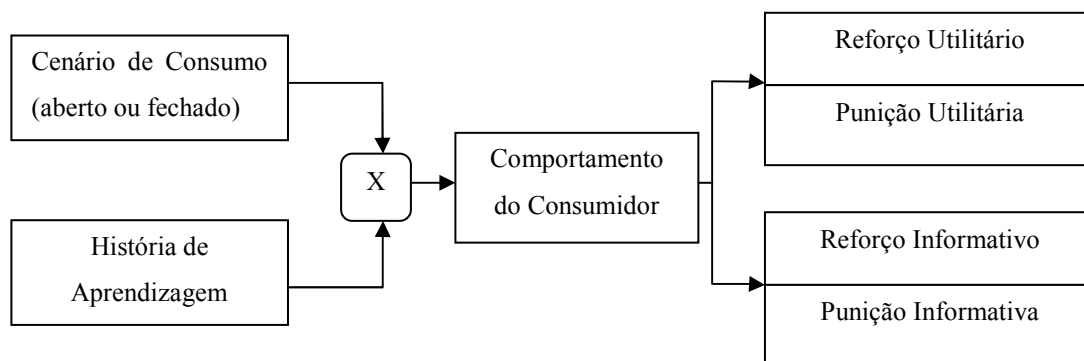 Cenário de Consumo
(aberto ou fechado)
História de
Aprendizagem
X
Comportamento
do Consumidor
Reforço Utilitário
Punição Utilitária
Reforço Informativo
Punição Informativa